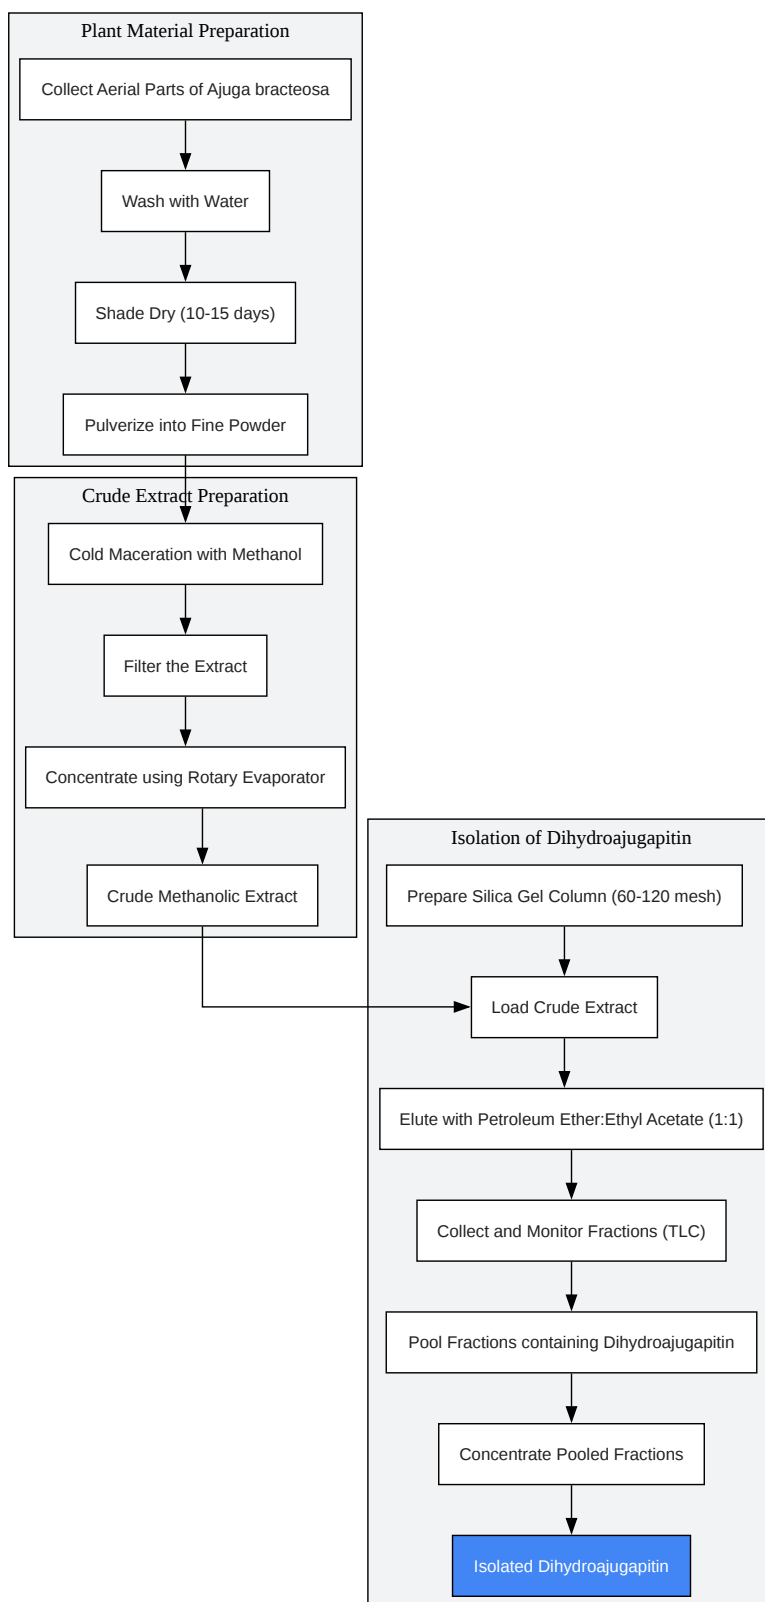 Plant Material Preparation
Collect Aerial Parts of Ajuga bracteosa
Wash with Water
Shade Dry (10-15 days)
Pulverize into Fine Powder
Crude Extract Preparation
Cold Maceration with Methanol
Filter the Extract
Concentrate using Rotary Evaporator
Crude Methanolic Extract
Isolation of Dihydroajugapitin
Prepare Silica Gel Column (60-120 mesh)
Load Crude Extract
Elute with Petroleum Ether:Ethyl Acetate (1:1)
Collect and Monitor Fractions (TLC)
Pool Fractions containing Dihydroajugapitin
Concentrate Pooled Fractions
Isolated Dihydroajugapitin